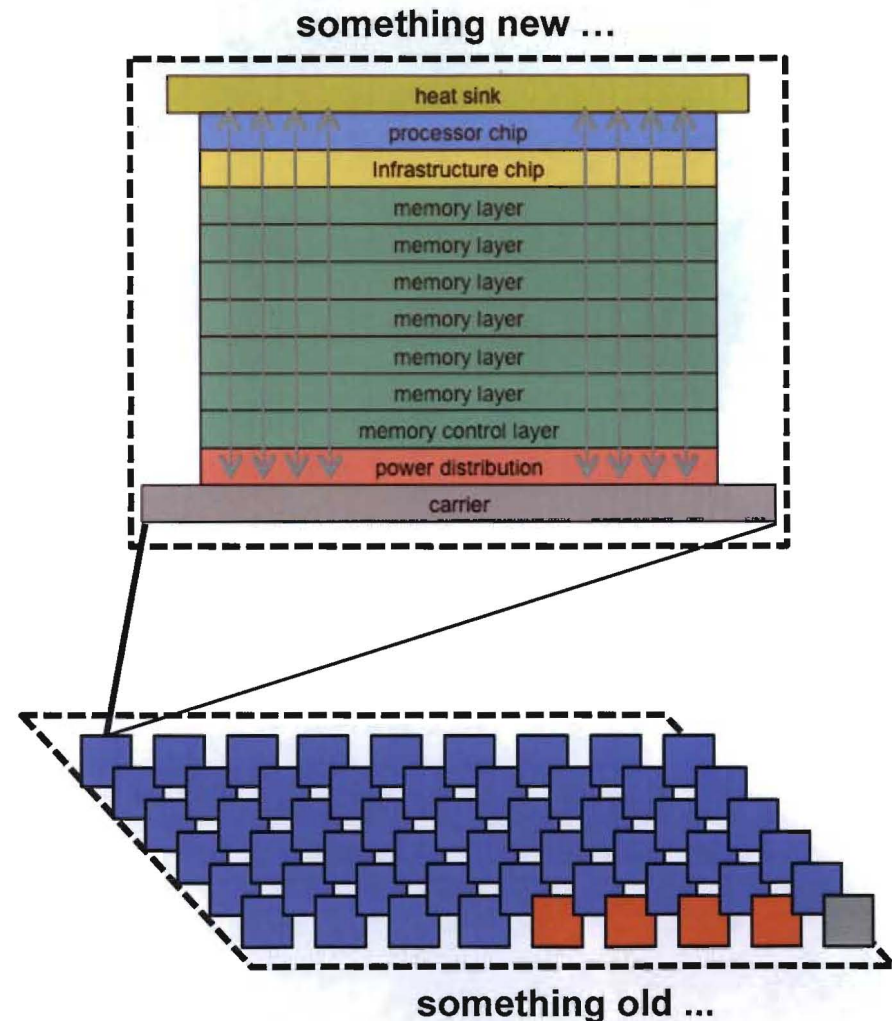 something new ...
heat sink
processor chip
Infrastructure chip
memory layer
memory layer
memory layer
memory layer
memory layer
memory layer
memory control layer
power distribution
carrier
something old ...